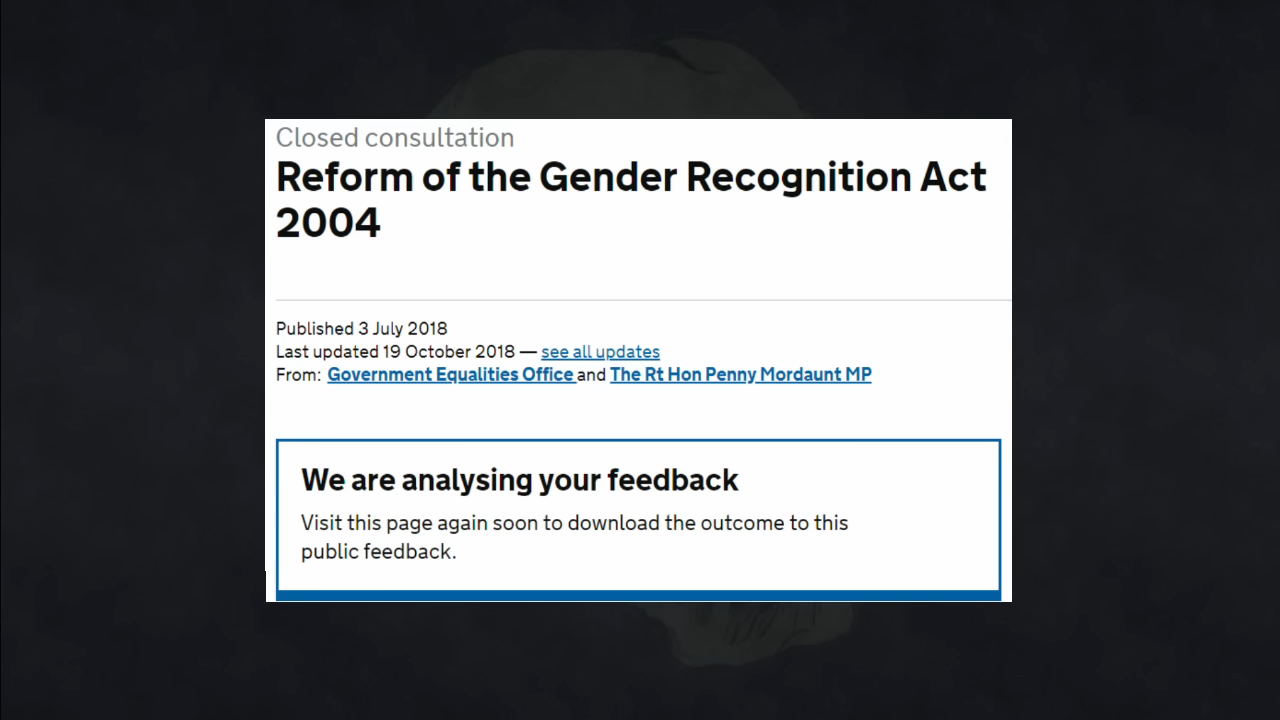 Closed consultation
Reform of the Gender Recognition Act
2004
Published 3 July 2018
Last updated 19 October 2018 — see all updates
From: Government Equalities Office and The Rt Hon Penny Mordaunt MP
We are analysing your feedback
Visit this page again soon to download the outcome to this
public feedback.